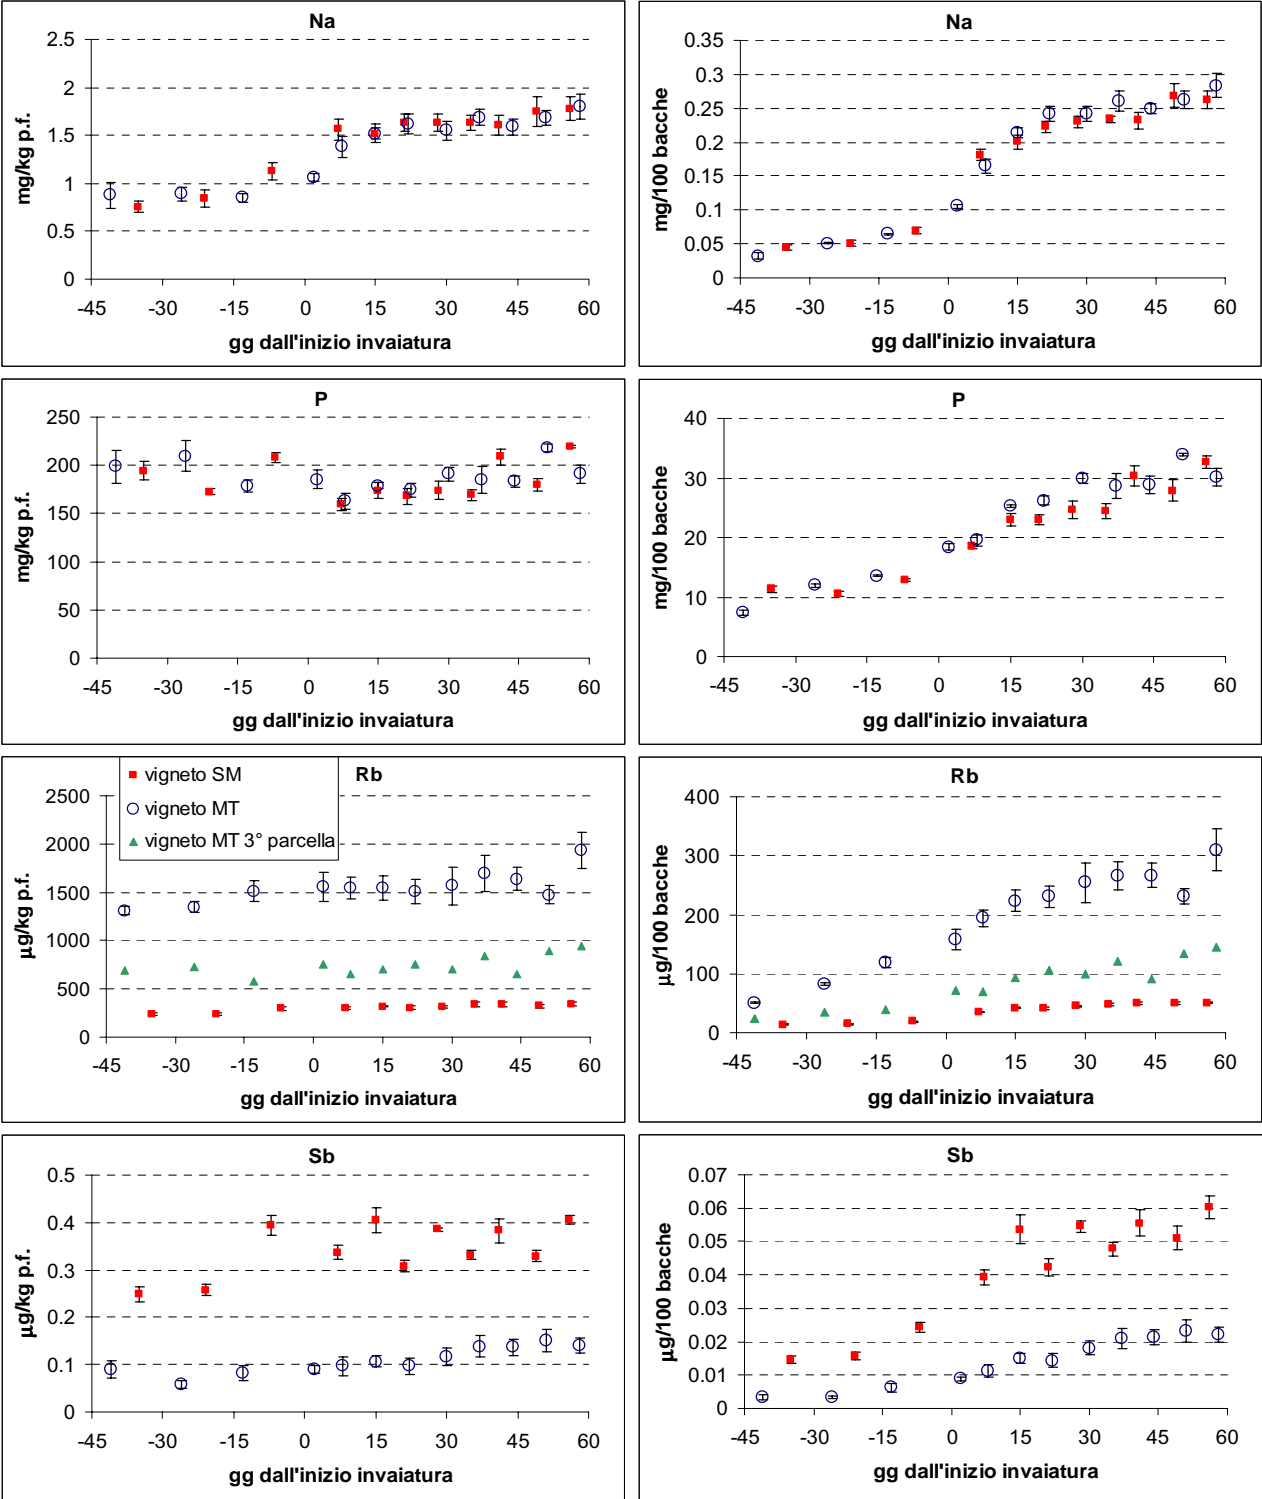 Na
2.5
2
1.5
1
0.5
0
-45 -30 -15 0 15 30 45 60
mg/kg p.f.
gg dall'inizio invaiatura
Na
0.35
0.3
0.25
0.2
0.15
0.1
0.05
0
-45 -30 -15 0 15 30 45 60
mg/100 bacche
gg dall'inizio invaiatura
P
250
200
150
100
50
0
-45 -30 -15 0 15 30 45 60
mg/kg p.f.
gg dall'inizio invaiatura
P
40
30
20
10
0
-45 -30 -15 0 15 30 45 60
mg/100 bacche
gg dall'inizio invaiatura
Rb
vigneto SM
vigneto MT
vigneto MT 3° parcella
2500
2000
1500
1000
500
0
-45 -30 -15 0 15 30 45 60
µg/kg p.f.
gg dall'inizio invaiatura
Rb
400
300
200
100
0
-45 -30 -15 0 15 30 45 60
µg/100 bacche
gg dall'inizio invaiatura
Sb
0.5
0.4
0.3
0.2
0.1
0
-45 -30 -15 0 15 30 45 60
µg/kg p.f.
gg dall'inizio invaiatura
Sb
0.07
0.06
0.05
0.04
0.03
0.02
0.01
0
-45 -30 -15 0 15 30 45 60
µg/100 bacche
gg dall'inizio invaiatura